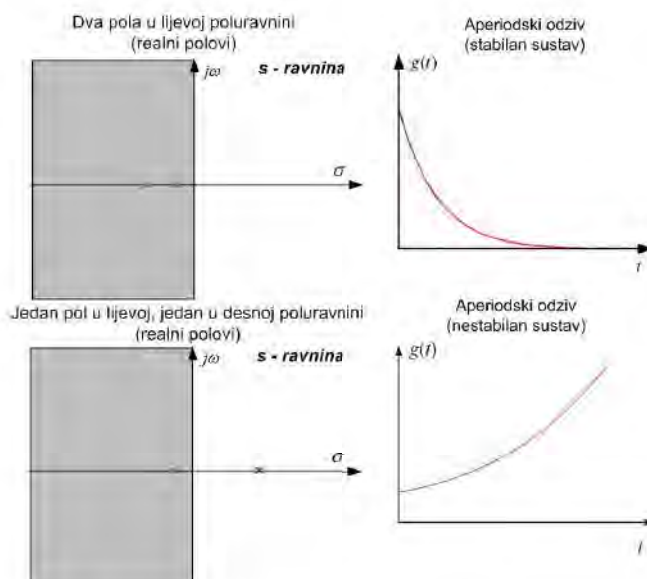 Dva pola u lijevoj poluravnini
(realni polovi)
jω
s - ravnina
σ
Aperiodski odziv
(stabilan sustav)
g(t)
t
Jedan pol u lijevoj, jedan u desnoj poluravnini
(realni polovi)
jω
s - ravnina
σ
Aperiodski odziv
(nestabilan sustav)
g(t)
t